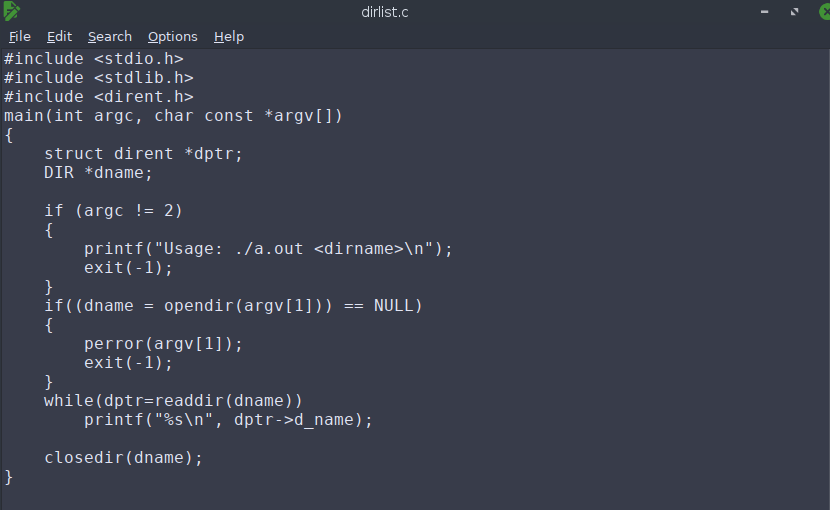 dirlist.c
File Edit Search Options Help
#include <stdio.h>
#include <stdlib.h>
#include <dirent.h>
main(int argc, char const *argv[])
{
    struct dirent *dptr;
    DIR *dname;

    if (argc != 2)
    {
        printf("Usage: ./a.out <dirname>\n");
        exit(-1);
    }
    if((dname = opendir(argv[1])) == NULL)
    {
        perror(argv[1]);
        exit(-1);
    }
    while(dptr=readdir(dname))
        printf("%s\n", dptr->d_name);

    closedir(dname);
}